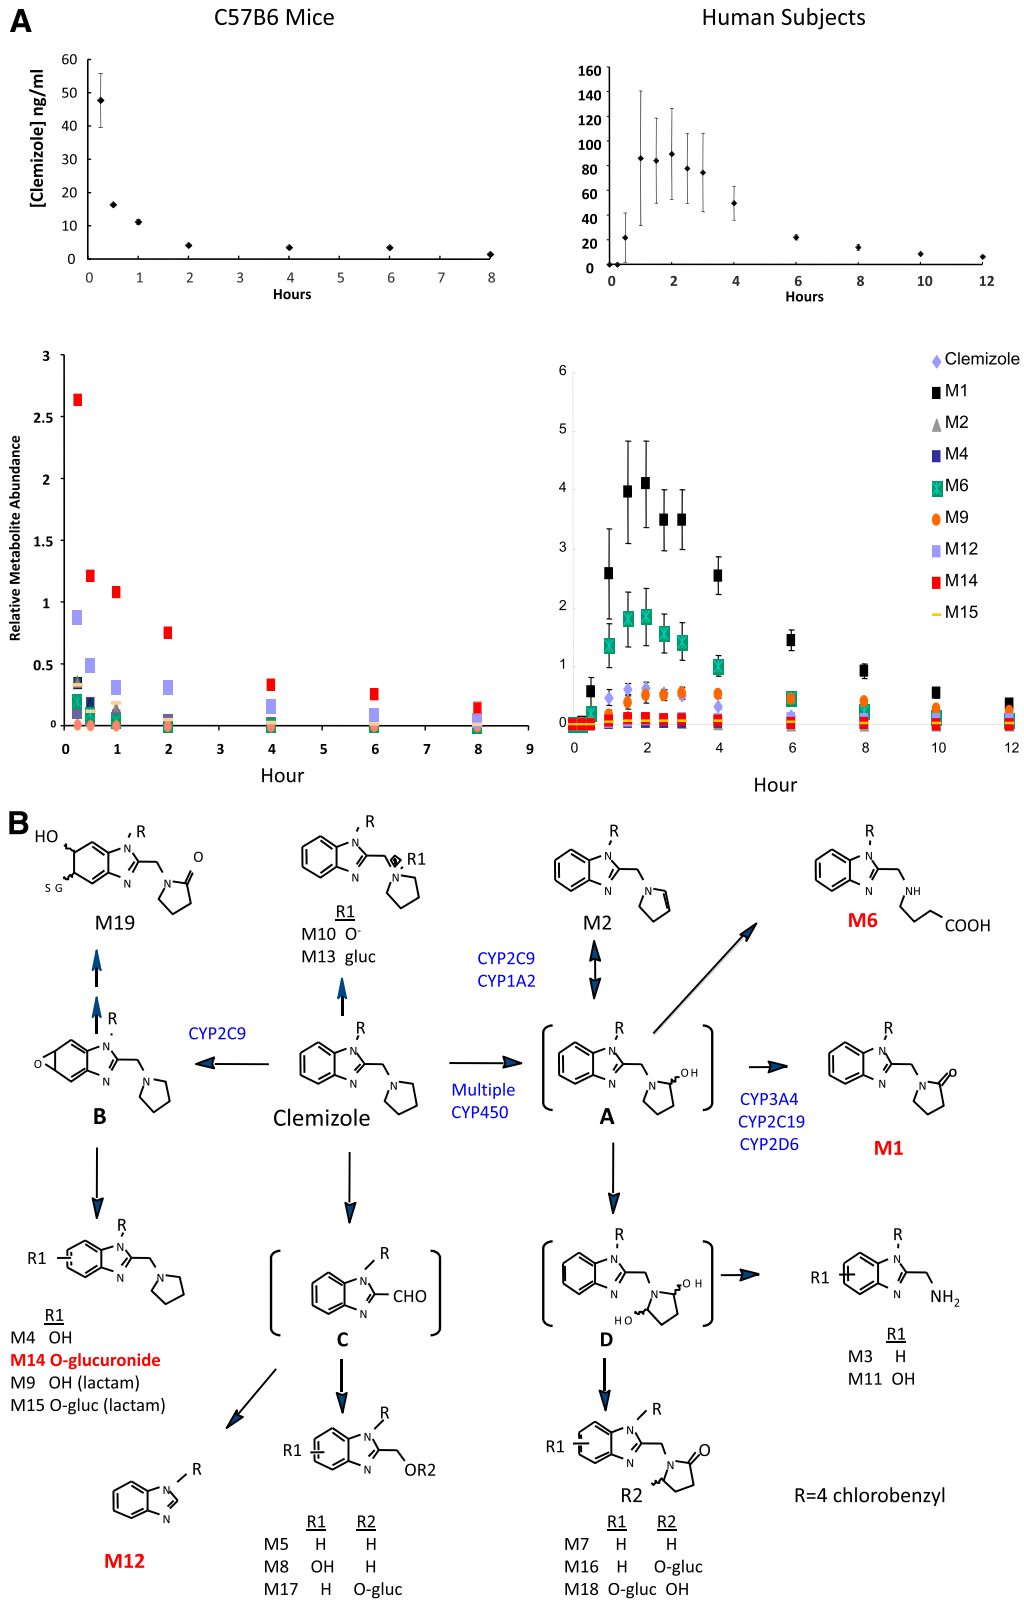 A
C57B6 Mice
Human Subjects
[Clemizole] ng/ml
60
50
40
30
20
10
0
0 1 2 3 4 5 6 7 8
Hours
160
140
120
100
80
60
40
20
0
0 2 4 6 8 10 12
Hours
Relative Metabolite Abundance
3
2.5
2
1.5
1
0.5
0
0 1 2 3 4 5 6 7 8 9
Hour
6
5
4
3
2
1
0
0 2 4 6 8 10 12
Hour
Clemizole
M1
M2
M4
M6
M9
M12
M14
M15
B
HO
R
N
N
N
O
S G
M19
R
N
N
N
R1
R1
M10 O-
M13 gluc
R
N
N
N
M2
R
N
N
NH
COOH
M6
CYP2C9
CYP1A2
CYP2C9
R
N
N
N
O
B
R
N
N
N
Clemizole
Multiple
CYP450
R
N
N
N
OH
A
CYP3A4
CYP2C19
CYP2D6
R
N
N
N
O
M1
R
R1
N
N
N
R1
M4 OH
M14 O-glucuronide
M9 OH (lactam)
M15 O-gluc (lactam)
R
N
N
CHO
C
R
N
N
N
O H
H O
D
R
R1
N
N
NH2
R1
M3 H
M11 OH
R
N
N
M12
R
R1
N
N
OR2
R1 R2
M5 H H
M8 OH H
M17 H O-gluc
R
R1
N
N
N
O
R2
R1 R2
M7 H H
M16 H O-gluc
M18 O-gluc OH
R=4 chlorobenzyl